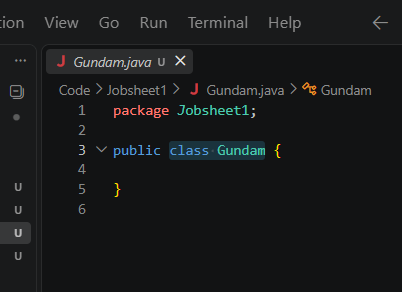 tion View Go Run Terminal Help ←
... J Gundam.java U ✕
Code > Jobsheet1 > J Gundam.java > Gundam
1 package Jobsheet1;
2
3 public class Gundam {
4
5 }
6
U
U
U
U